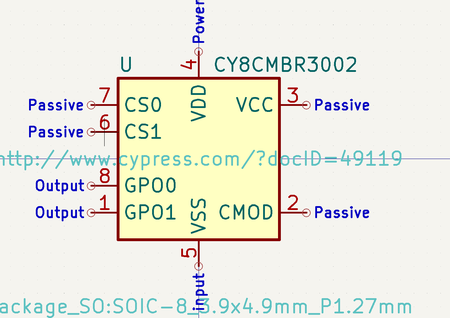 Power
4
U CY8CMBR3002
Passive 7 CS0 VDD VCC 3 Passive
Passive 6 CS1
http://www.cypress.com/?docID=49119
Output 8 GPO0
Output 1 GPO1 VSS CMOD 2 Passive
5
input
ackage_SO:SOIC-8_3.9x4.9mm_P1.27mm